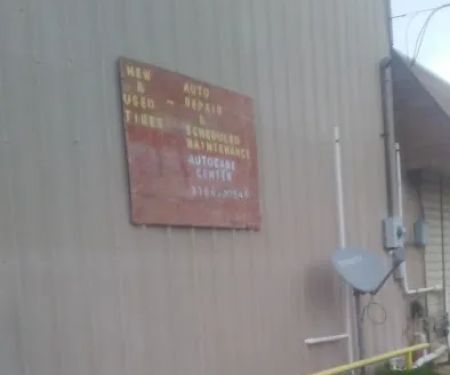 NEW
&
USED -
TIRES
AUTO
REPAIR
&
SCHEDULED
MAINTENANCE
AUTOCARE
CENTER